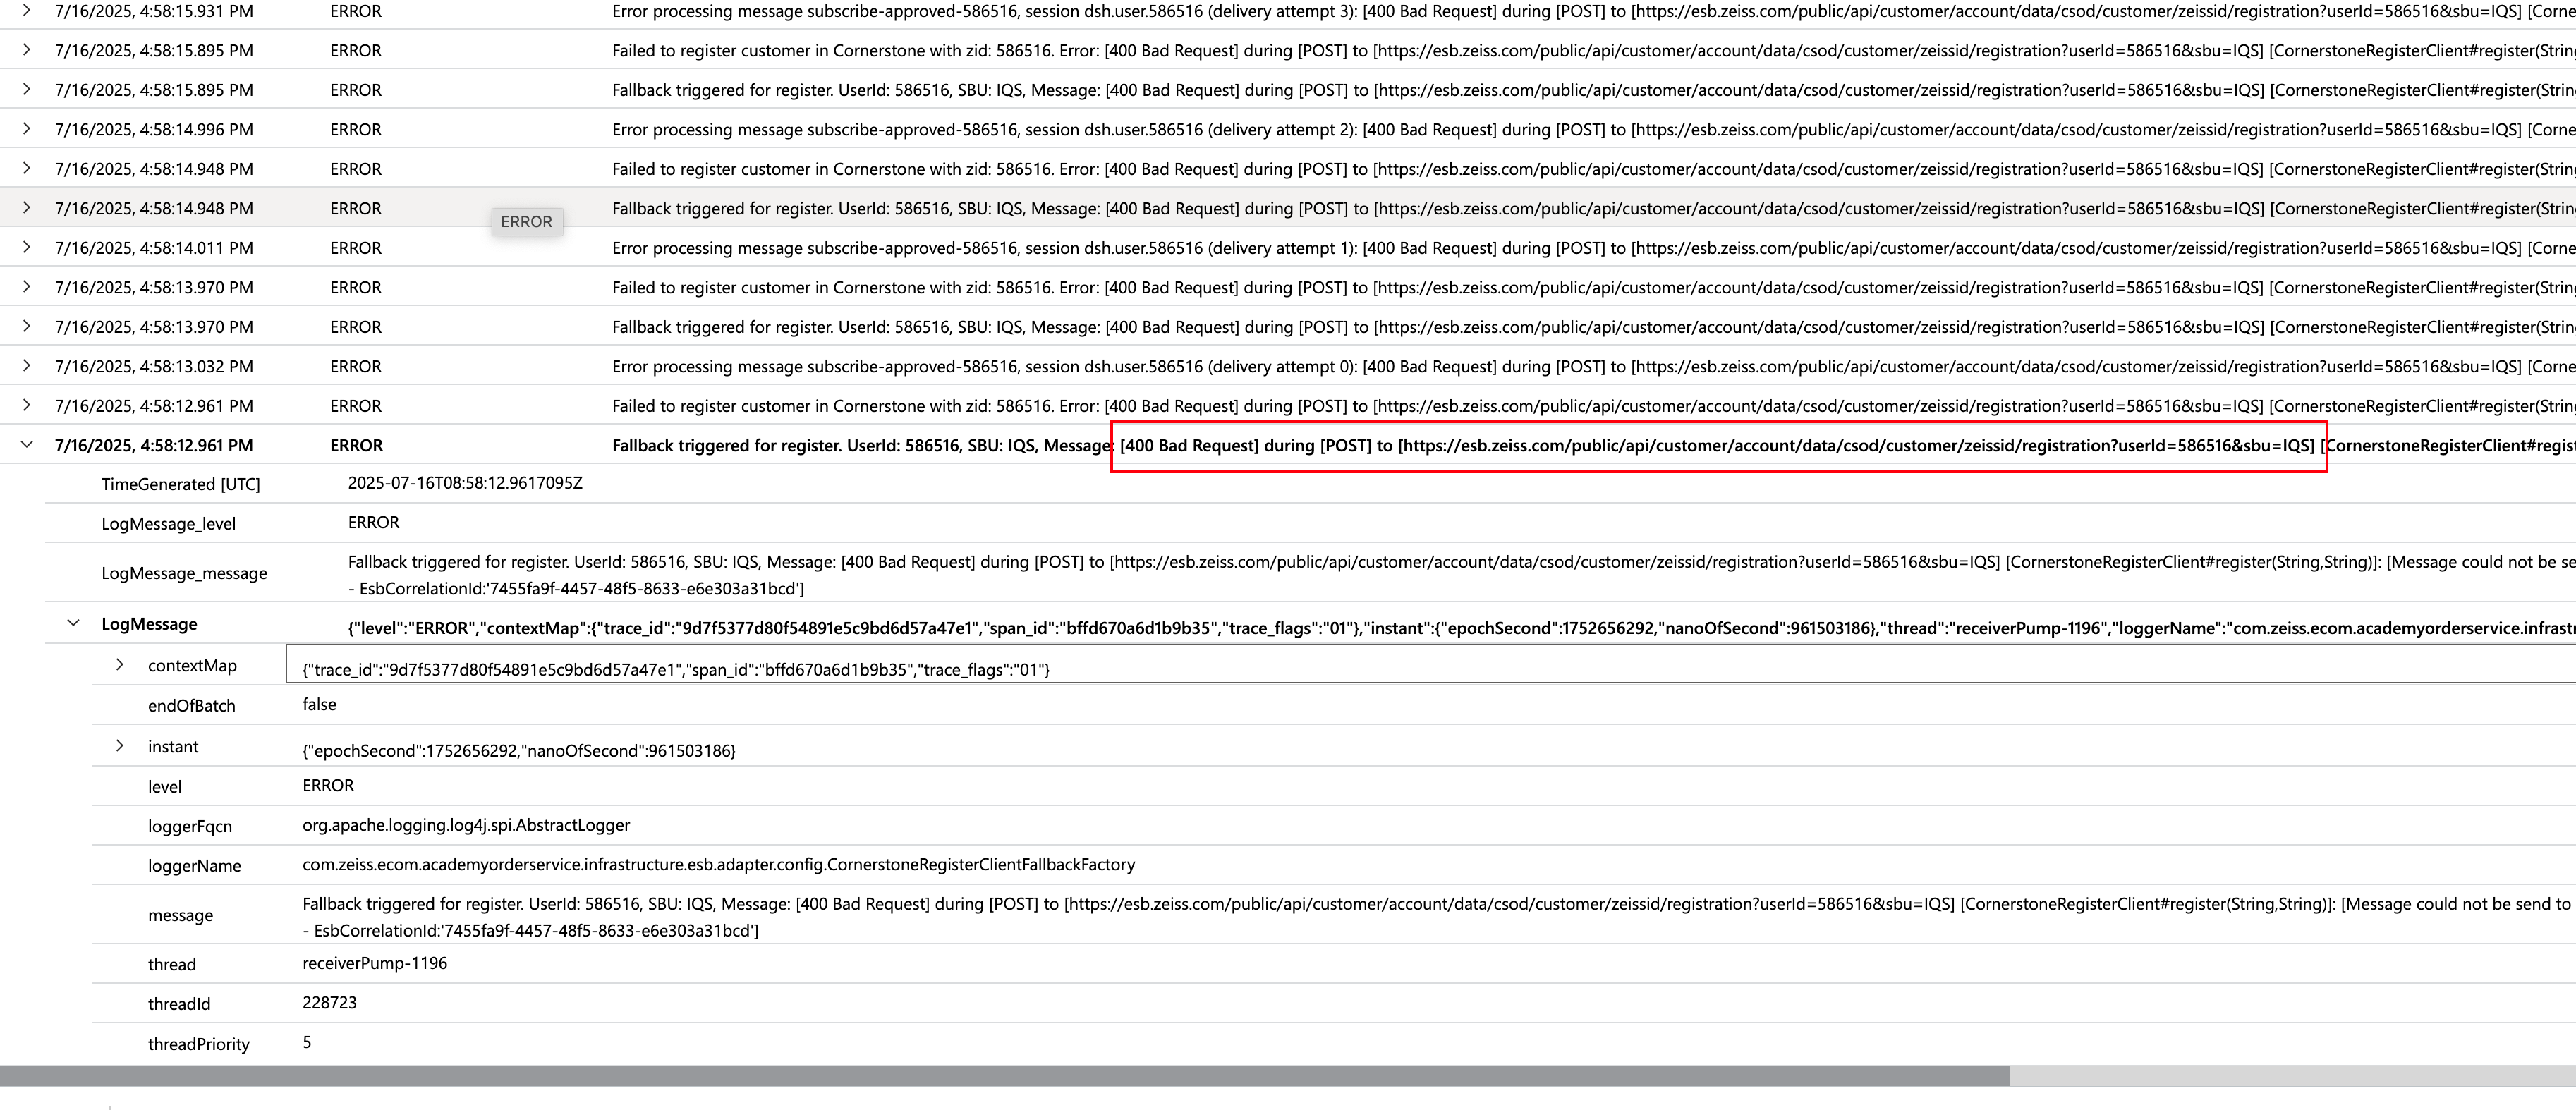 7/16/2025, 4:58:15.931 PM ERROR Error processing message subscribe-approved-586516, session dsh.user.586516 (delivery attempt 3): [400 Bad Request] during [POST] to [https://esb.zeiss.com/public/api/customer/account/data/csod/customer/zeissid/registration?userId=586516&sbu=IQS] [Corne
7/16/2025, 4:58:15.895 PM ERROR Failed to register customer in Cornerstone with zid: 586516. Error: [400 Bad Request] during [POST] to [https://esb.zeiss.com/public/api/customer/account/data/csod/customer/zeissid/registration?userId=586516&sbu=IQS] [CornerstoneRegisterClient#register(String
7/16/2025, 4:58:15.895 PM ERROR Fallback triggered for register. UserId: 586516, SBU: IQS, Message: [400 Bad Request] during [POST] to [https://esb.zeiss.com/public/api/customer/account/data/csod/customer/zeissid/registration?userId=586516&sbu=IQS] [CornerstoneRegisterClient#register(String
7/16/2025, 4:58:14.996 PM ERROR Error processing message subscribe-approved-586516, session dsh.user.586516 (delivery attempt 2): [400 Bad Request] during [POST] to [https://esb.zeiss.com/public/api/customer/account/data/csod/customer/zeissid/registration?userId=586516&sbu=IQS] [Corne
7/16/2025, 4:58:14.948 PM ERROR Failed to register customer in Cornerstone with zid: 586516. Error: [400 Bad Request] during [POST] to [https://esb.zeiss.com/public/api/customer/account/data/csod/customer/zeissid/registration?userId=586516&sbu=IQS] [CornerstoneRegisterClient#register(String
7/16/2025, 4:58:14.948 PM ERROR Fallback triggered for register. UserId: 586516, SBU: IQS, Message: [400 Bad Request] during [POST] to [https://esb.zeiss.com/public/api/customer/account/data/csod/customer/zeissid/registration?userId=586516&sbu=IQS] [CornerstoneRegisterClient#register(String
ERROR
7/16/2025, 4:58:14.011 PM ERROR Error processing message subscribe-approved-586516, session dsh.user.586516 (delivery attempt 1): [400 Bad Request] during [POST] to [https://esb.zeiss.com/public/api/customer/account/data/csod/customer/zeissid/registration?userId=586516&sbu=IQS] [Corne
7/16/2025, 4:58:13.970 PM ERROR Failed to register customer in Cornerstone with zid: 586516. Error: [400 Bad Request] during [POST] to [https://esb.zeiss.com/public/api/customer/account/data/csod/customer/zeissid/registration?userId=586516&sbu=IQS] [CornerstoneRegisterClient#register(String
7/16/2025, 4:58:13.970 PM ERROR Fallback triggered for register. UserId: 586516, SBU: IQS, Message: [400 Bad Request] during [POST] to [https://esb.zeiss.com/public/api/customer/account/data/csod/customer/zeissid/registration?userId=586516&sbu=IQS] [CornerstoneRegisterClient#register(String
7/16/2025, 4:58:13.032 PM ERROR Error processing message subscribe-approved-586516, session dsh.user.586516 (delivery attempt 0): [400 Bad Request] during [POST] to [https://esb.zeiss.com/public/api/customer/account/data/csod/customer/zeissid/registration?userId=586516&sbu=IQS] [Corne
7/16/2025, 4:58:12.961 PM ERROR Failed to register customer in Cornerstone with zid: 586516. Error: [400 Bad Request] during [POST] to [https://esb.zeiss.com/public/api/customer/account/data/csod/customer/zeissid/registration?userId=586516&sbu=IQS] [CornerstoneRegisterClient#register(String
7/16/2025, 4:58:12.961 PM ERROR Fallback triggered for register. UserId: 586516, SBU: IQS, Message: [400 Bad Request] during [POST] to [https://esb.zeiss.com/public/api/customer/account/data/csod/customer/zeissid/registration?userId=586516&sbu=IQS] [CornerstoneRegisterClient#regist
TimeGenerated [UTC] 2025-07-16T08:58:12.9617095Z
LogMessage_level ERROR
LogMessage_message Fallback triggered for register. UserId: 586516, SBU: IQS, Message: [400 Bad Request] during [POST] to [https://esb.zeiss.com/public/api/customer/account/data/csod/customer/zeissid/registration?userId=586516&sbu=IQS] [CornerstoneRegisterClient#register(String,String)]: [Message could not be se
- EsbCorrelationId:'7455fa9f-4457-48f5-8633-e6e303a31bcd']
LogMessage {"level":"ERROR","contextMap":{"trace_id":"9d7f5377d80f54891e5c9bd6d57a47e1","span_id":"bffd670a6d1b9b35","trace_flags":"01"},"instant":{"epochSecond":1752656292,"nanoOfSecond":961503186},"thread":"receiverPump-1196","loggerName":"com.zeiss.ecom.academyorderservice.infrastr
contextMap {"trace_id":"9d7f5377d80f54891e5c9bd6d57a47e1","span_id":"bffd670a6d1b9b35","trace_flags":"01"}
endOfBatch false
instant {"epochSecond":1752656292,"nanoOfSecond":961503186}
level ERROR
loggerFqcn org.apache.logging.log4j.spi.AbstractLogger
loggerName com.zeiss.ecom.academyorderservice.infrastructure.esb.adapter.config.CornerstoneRegisterClientFallbackFactory
message Fallback triggered for register. UserId: 586516, SBU: IQS, Message: [400 Bad Request] during [POST] to [https://esb.zeiss.com/public/api/customer/account/data/csod/customer/zeissid/registration?userId=586516&sbu=IQS] [CornerstoneRegisterClient#register(String,String)]: [Message could not be send to
- EsbCorrelationId:'7455fa9f-4457-48f5-8633-e6e303a31bcd']
thread receiverPump-1196
threadId 228723
threadPriority 5